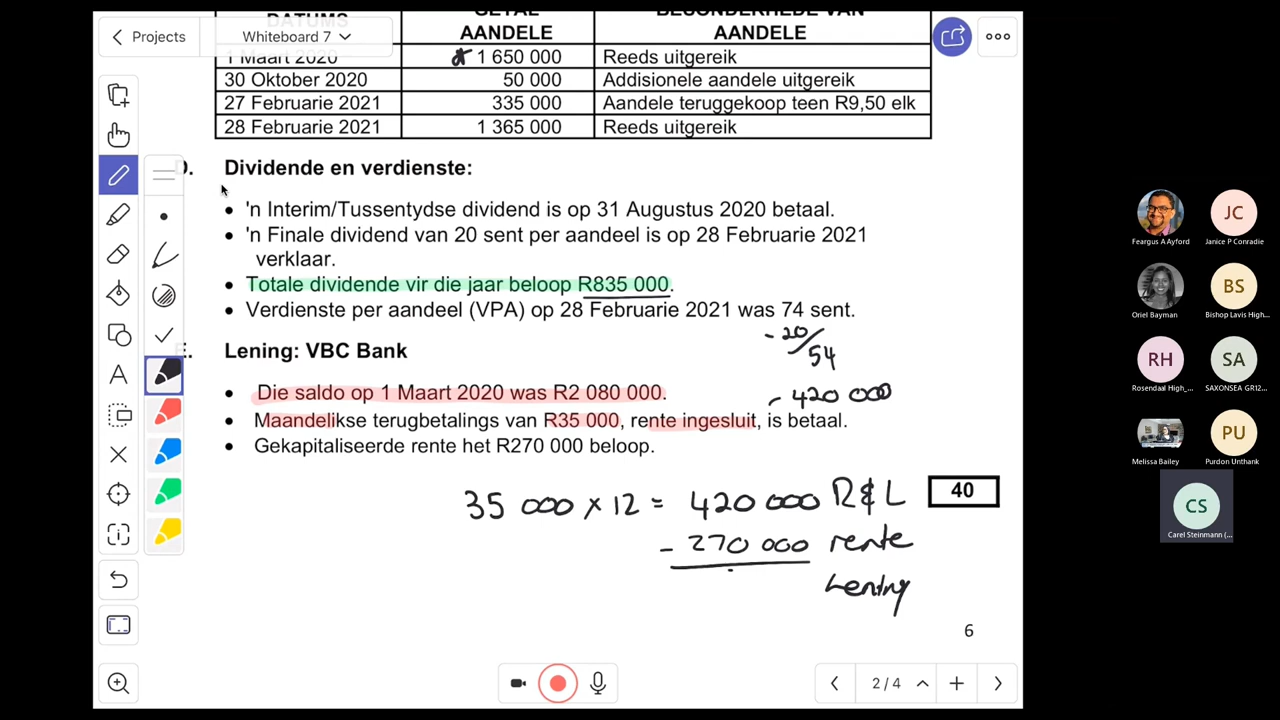 DATUMS
GETAL
AANDELE
BESONDERHEDE VAN
AANDELE
Projects
Whiteboard 7
1 Maart 2020 1 650 000 Reeds uitgereik
30 Oktober 2020 50 000 Addisionele aandele uitgereik
27 Februarie 2021 335 000 Aandele teruggekoop teen R9,50 elk
28 Februarie 2021 1 365 000 Reeds uitgereik
D. Dividende en verdienste:
• 'n Interim/Tussentydse dividend is op 31 Augustus 2020 betaal.
• 'n Finale dividend van 20 sent per aandeel is op 28 Februarie 2021
verklaar.
• Totale dividende vir die jaar beloop R835 000.
• Verdienste per aandeel (VPA) op 28 Februarie 2021 was 74 sent.
- 20/
54
E. Lening: VBC Bank
• Die saldo op 1 Maart 2020 was R2 080 000.
- 420 000
• Maandelikse terugbetalings van R35 000, rente ingesluit, is betaal.
• Gekapitaliseerde rente het R270 000 beloop.
35 000 x 12 = 420 000 R & L
40
- 270 000 rente
Lening
6
2 / 4
Feargus A Ayford
JC
Janice P Conradie
Oriel Bayman
BS
Bishop Lavis High...
RH
Rosendaal High_...
SA
SAXONSEA GR12...
Melissa Bailey
PU
Purdon Unthank
CS
Carel Steinmann (...